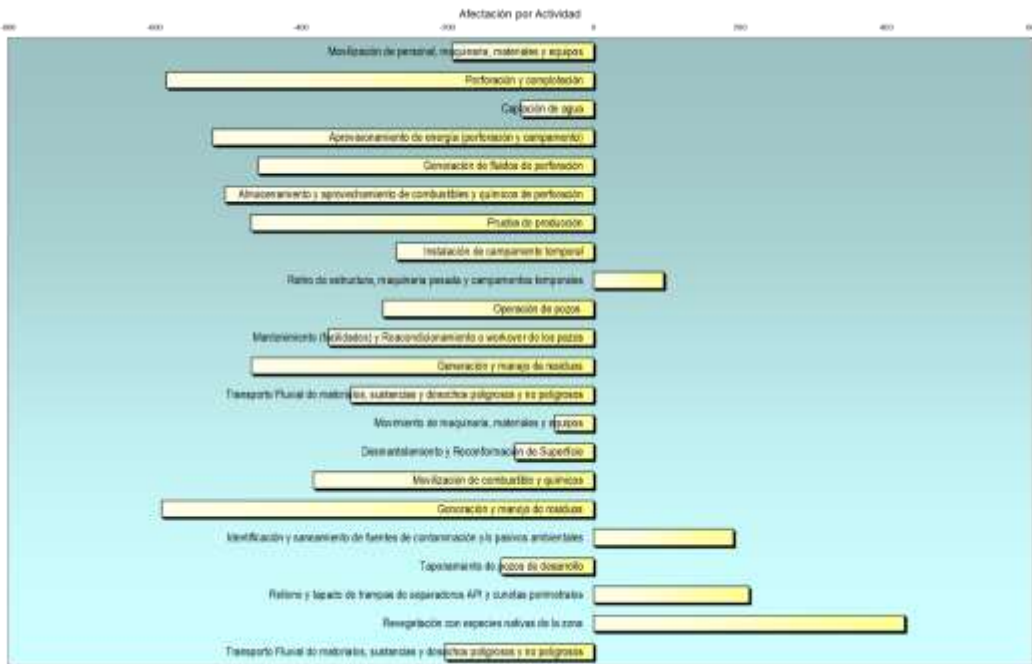 Afectación por Actividad
-800 -600 -400 -200 0 200 400 6
Movilización de personal, maquinaria, materiales y equipos
Perforación y completación
Captación de agua
Aprovisionamiento de energía (perforación y campamento)
Generación de fluidos de perforación
Almacenamiento y aprovechamiento de combustibles y químicos de perforación
Prueba de producción
Instalación de campamento temporal
Retiro de estructura, maquinaria pesada y campamentos temporales
Operación de pozos
Mantenimiento (facilidades) y Reacondicionamiento o workover de los pozos
Generación y manejo de residuos
Transporte Fluvial de materiales, sustancias y desechos peligrosos y no peligrosos
Movimiento de maquinaria, materiales y equipos
Desmantelamiento y Reconformación de Superficie
Movilización de combustible y químicos
Generación y manejo de residuos
Identificación y saneamiento de fuentes de contaminación y/o pasivos ambientales
Taponamiento de pozos de desarrollo
Relleno y tapado de trampas de separadores API y cunetas perimetrales
Revegetación con especies nativas de la zona
Transporte Fluvial de materiales, sustancias y desechos peligrosos y no peligrosos